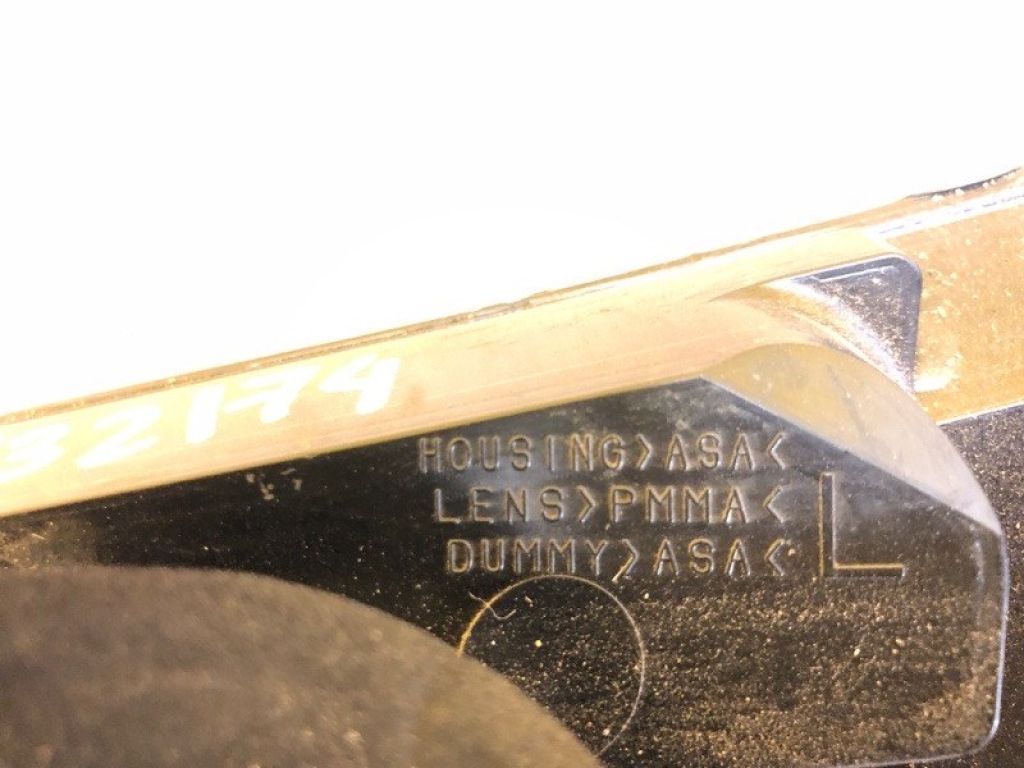 32174
HOUSING>ASA<
LENS>PMMA<
DUMMY>ASA<
L